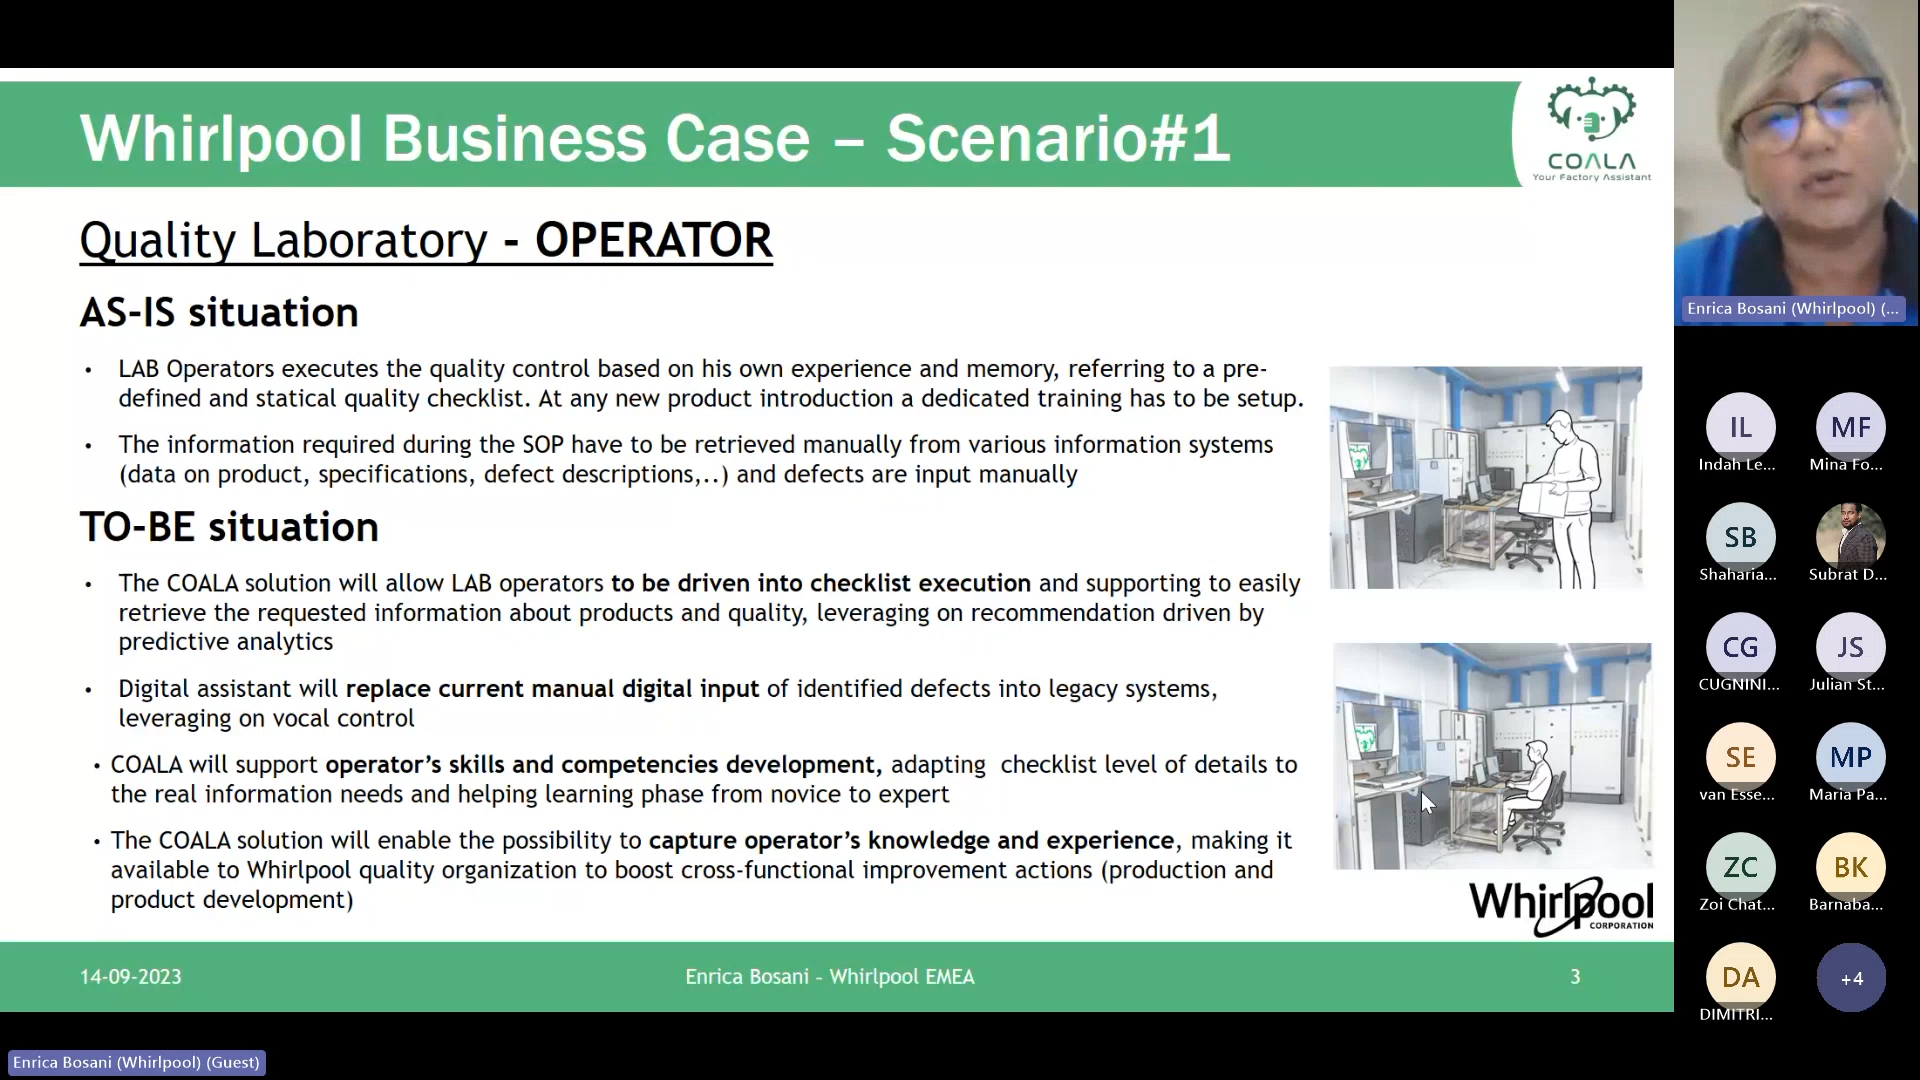 Whirlpool Business Case – Scenario#1
COALA
Your Factory Assistant
Quality Laboratory - OPERATOR
AS-IS situation
• LAB Operators executes the quality control based on his own experience and memory, referring to a pre-
defined and statical quality checklist. At any new product introduction a dedicated training has to be setup.
• The information required during the SOP have to be retrieved manually from various information systems
(data on product, specifications, defect descriptions,..) and defects are input manually
TO-BE situation
• The COALA solution will allow LAB operators to be driven into checklist execution and supporting to easily
retrieve the requested information about products and quality, leveraging on recommendation driven by
predictive analytics
• Digital assistant will replace current manual digital input of identified defects into legacy systems,
leveraging on vocal control
• COALA will support operator’s skills and competencies development, adapting checklist level of details to
the real information needs and helping learning phase from novice to expert
• The COALA solution will enable the possibility to capture operator’s knowledge and experience, making it
available to Whirlpool quality organization to boost cross-functional improvement actions (production and
product development)
Whirlpool
CORPORATION
14-09-2023
Enrica Bosani – Whirlpool EMEA
3
Enrica Bosani (Whirlpool) (Guest)
Enrica Bosani (Whirlpool) (...
IL
Indah Le...
MF
Mina Fo...
SB
Shaharia...
Subrat D...
CG
CUGNINI...
JS
Julian St...
SE
van Esse...
MP
Maria Pa...
ZC
Zoi Chat...
BK
Barnaba...
DA
DIMITRI...
+4